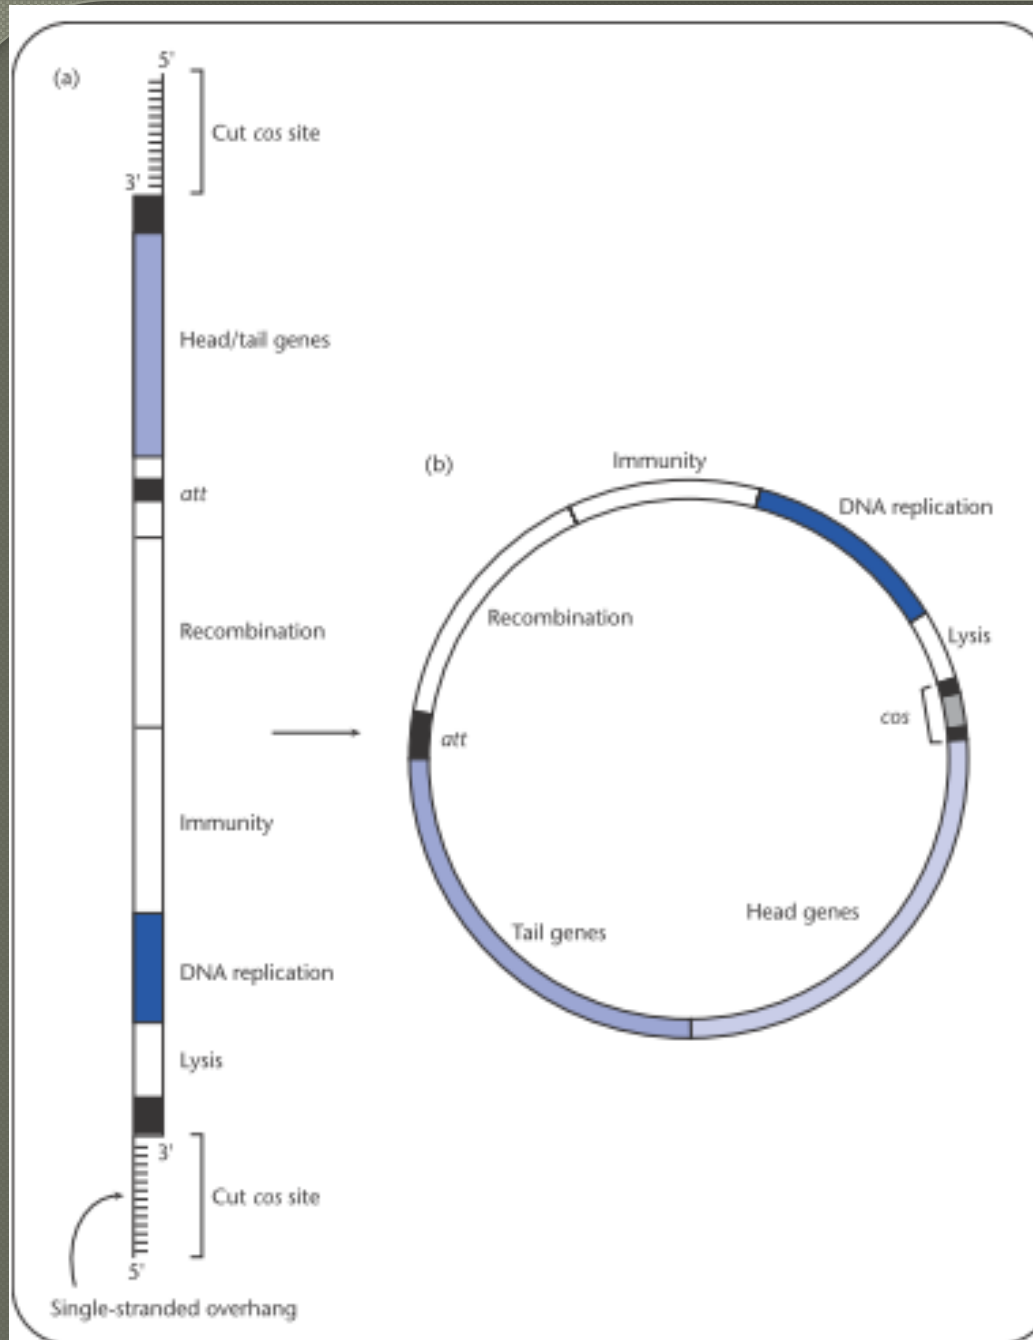 (a)
5'
Cut cos site
3'
Head/tail genes
att
Recombination
Immunity
DNA replication
Lysis
3'
Cut cos site
5'
Single-stranded overhang
(b)
Immunity
DNA replication
Recombination
Lysis
cos
att
Head genes
Tail genes